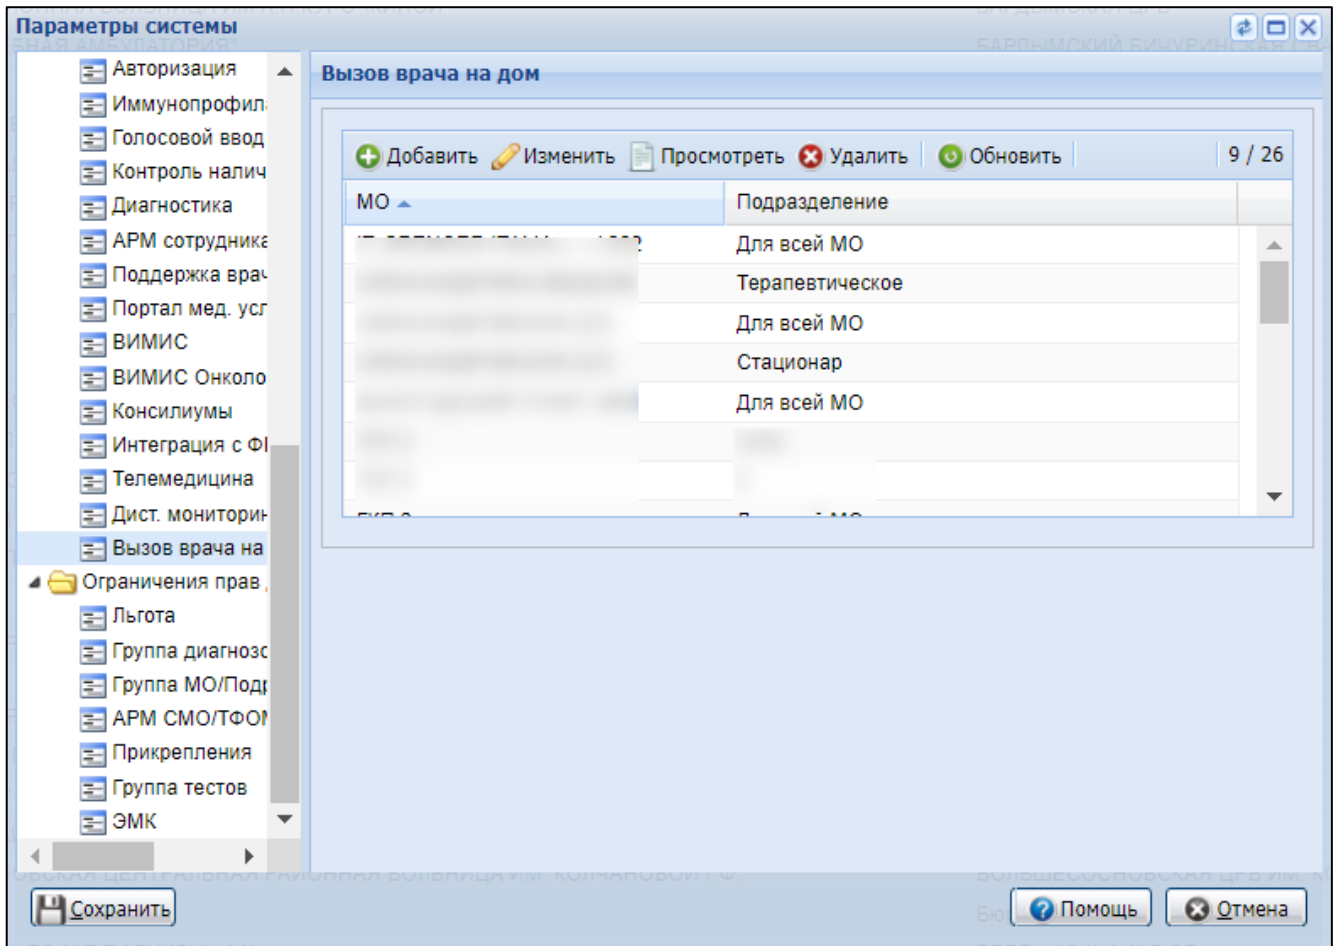 Параметры системы
Авторизация
Иммунопрофил
Голосовой ввод
Контроль налич
Диагностика
АРМ сотрудника
Поддержка врач
Портал мед. усл
ВИМИС
ВИМИС Онколо
Консилиумы
Интеграция с
Телемедицина
Дист. мониторин
Вызов врача на
Ограничения прав
Льгота
Группа диагнозо
Группа МО/Подр
АРМ СМО/ТФОМ
Прикрепления
Группа тестов
ЭМК
Вызов врача на дом
Добавить Изменить Просмотреть Удалить Обновить 9 / 26
МО Подразделение
Для всей МО
Терапевтическое
Для всей МО
Стационар
Для всей МО
Сохранить Помощь Отмена